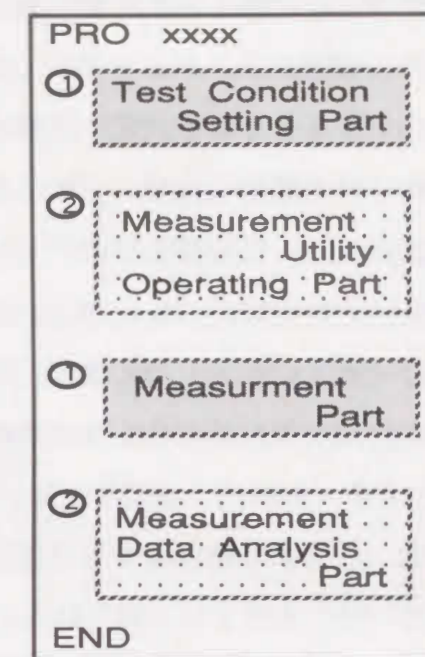 PRO xxxx
① Test Condition
Setting Part
② Measurement
Utility
Operating Part
① Measurment
Part
② Measurement
Data Analysis
Part
END